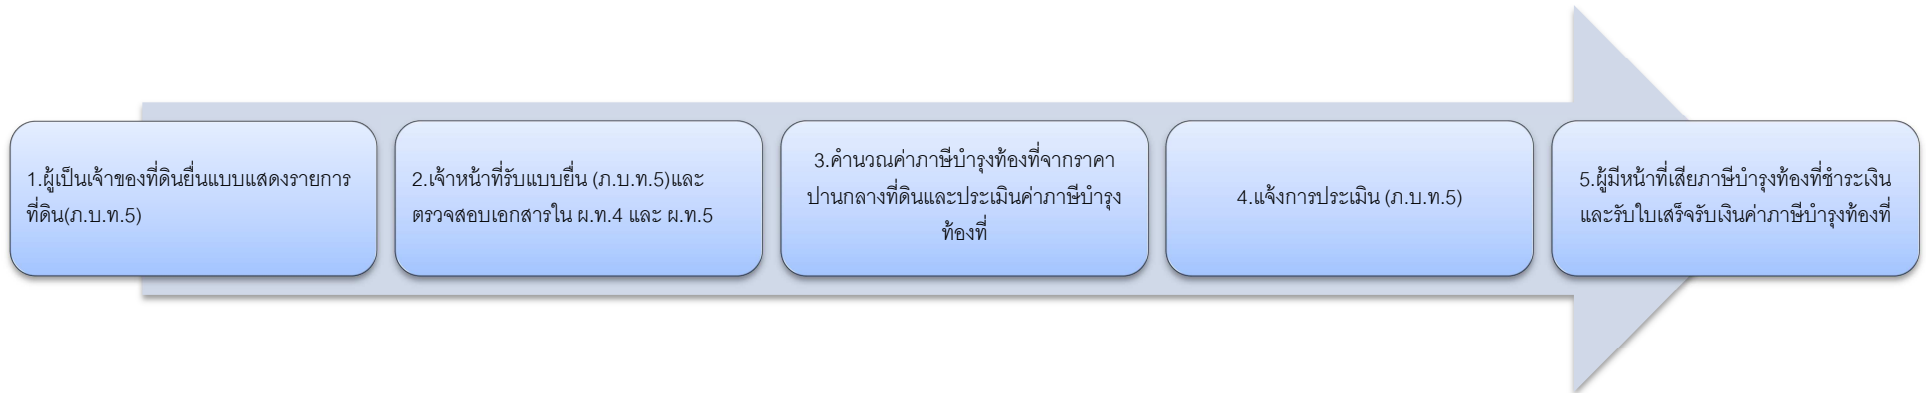 1.ผู้เป็นเจ้าของที่ดินยื่นแบบแสดงรายการ
ที่ดิน(ภ.บ.ท.5)
2.เจ้าหน้าที่รับแบบยื่น (ภ.บ.ท.5)และ
ตรวจสอบเอกสารใน ผ.ท.4 และ ผ.ท.5
3.คำนวณค่าภาษีบำรุงท้องที่จากราคา
ปานกลางที่ดินและประเมินค่าภาษีบำรุง
ท้องที่
4.แจ้งการประเมิน (ภ.บ.ท.5)
5.ผู้มีหน้าที่เสียภาษีบำรุงท้องที่ชำระเงิน
และรับใบเสร็จรับเงินค่าภาษีบำรุงท้องที่